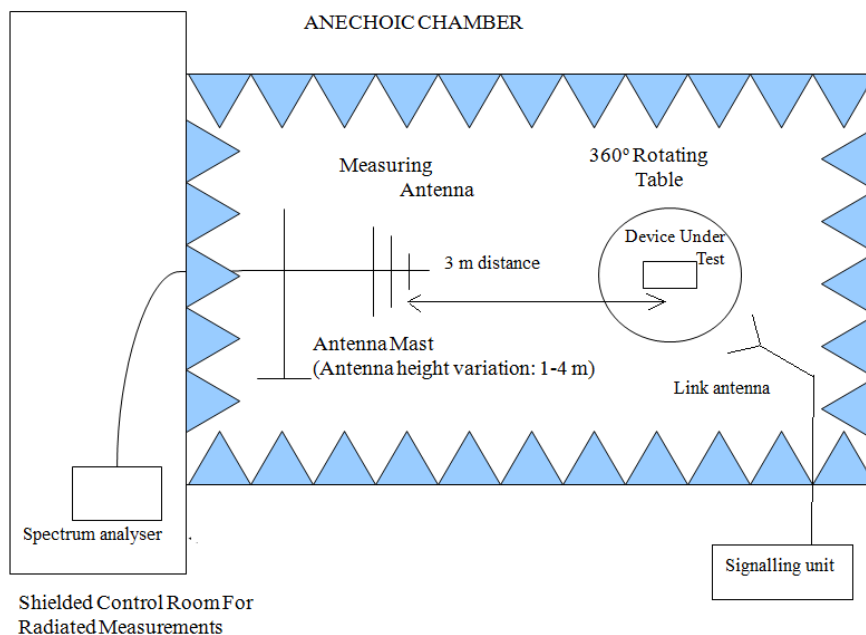 ANECHOIC CHAMBER
Measuring
Antenna
360° Rotating
Table
Device Under
Test
3 m distance
Antenna Mast
(Antenna height variation: 1-4 m)
Link antenna
Spectrum analyser
Signalling unit
Shielded Control Room For
Radiated Measurements